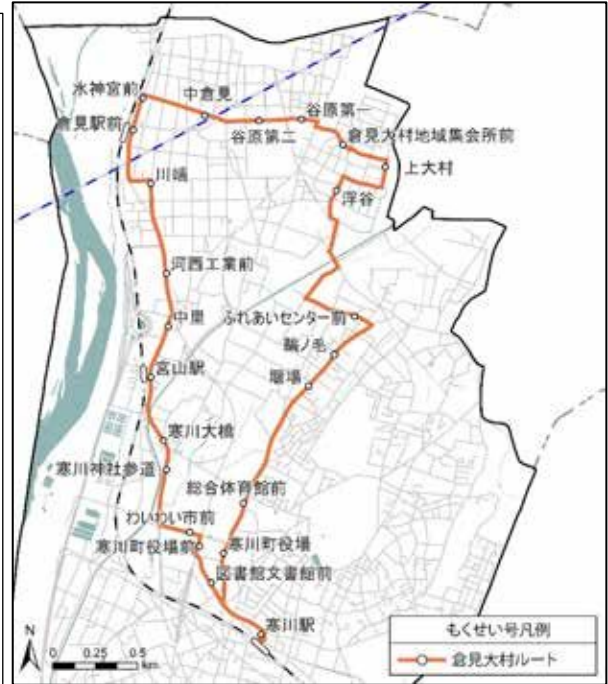 水神宮前
中倉見
谷原第一
倉見駅前
谷原第二
倉見大村地域集会所前
上大村
川端
浮谷
河西工業前
ふれあいセンター前
中里
宮山駅
堰場
寒川大橋
寒川神社参道
総合体育館前
わいわい市前
寒川町役場前
寒川町役場
図書館文書館前
寒川駅
N
0 0.25 0.5
km
もくせい号凡例
倉見大村ルート